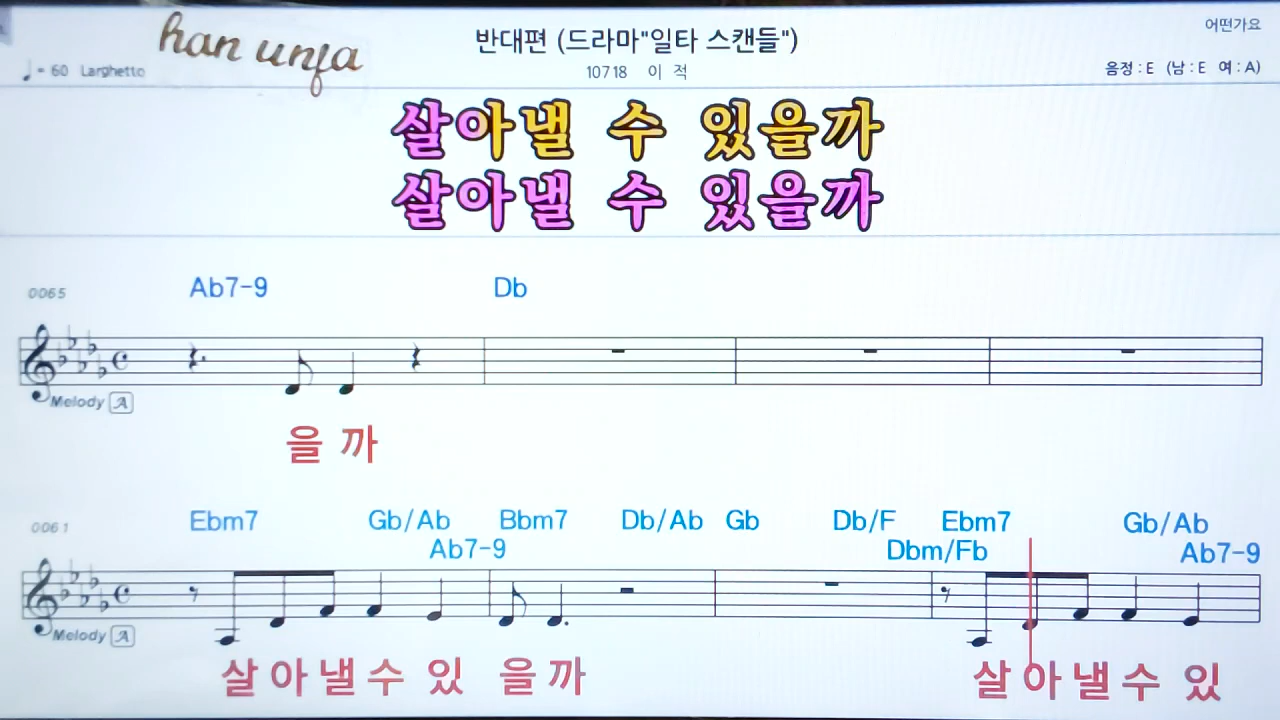 han unja
반대편 (드라마"일타 스캔들")
어떤가요
♩ = 60 Larghetto
10718 이 적
음정 : E (남 : E 여 : A)
살아낼 수 있을까
살아낼 수 있을까
0065
Ab7-9 Db
Melody A
을 까
0061
Ebm7 Gb/Ab Bbm7 Db/Ab Gb Db/F Ebm7 Gb/Ab
Ab7-9 Dbm/Fb Ab7-9
Melody A
살 아 낼 수 있 을 까 살 아 낼 수 있